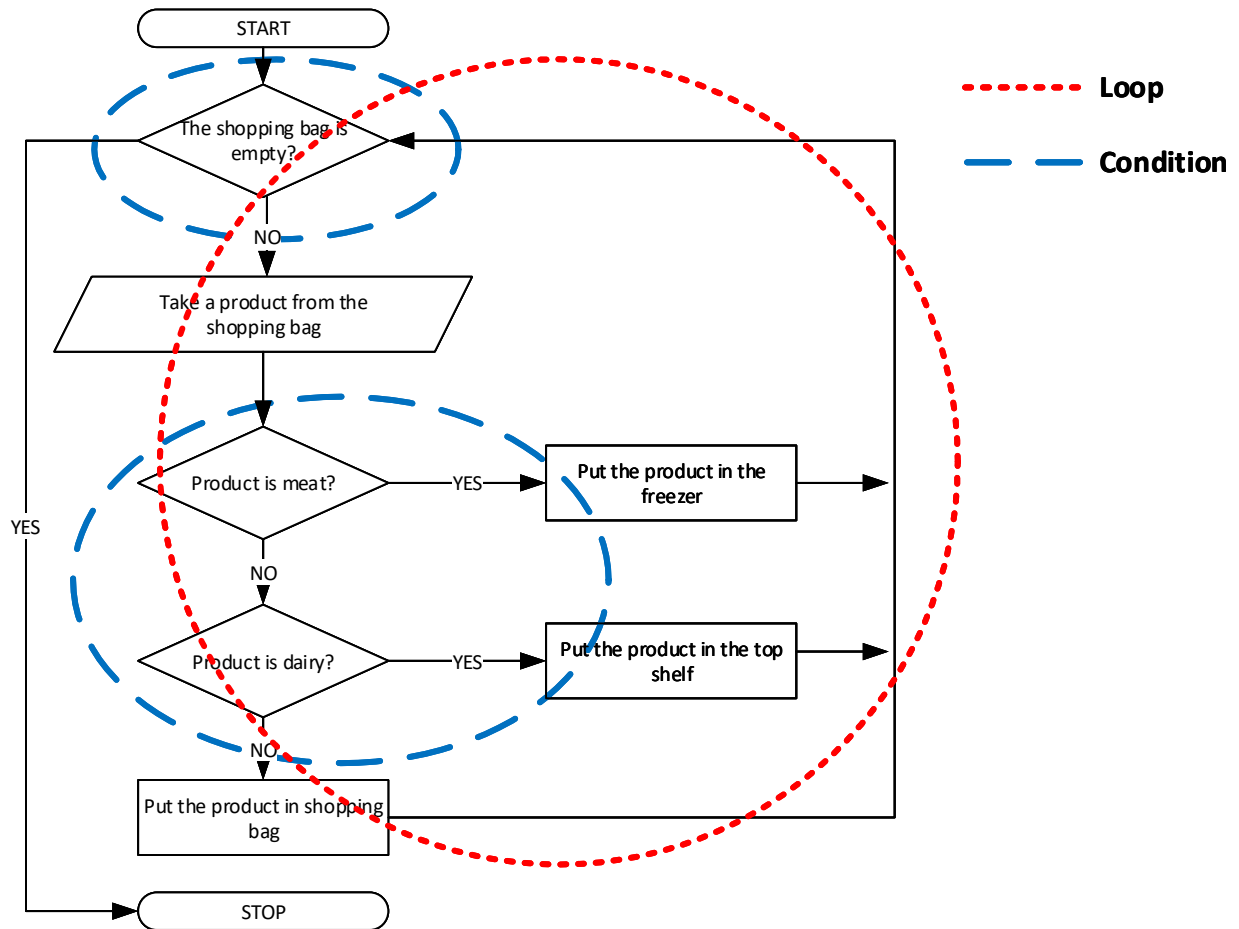 START
Loop
The shopping bag is
empty?
Condition
NO
Take a product from the
shopping bag
Product is meat?
YES
Put the product in the
freezer
YES
NO
Product is dairy?
YES
Put the product in the top
shelf
NO
Put the product in shopping
bag
STOP